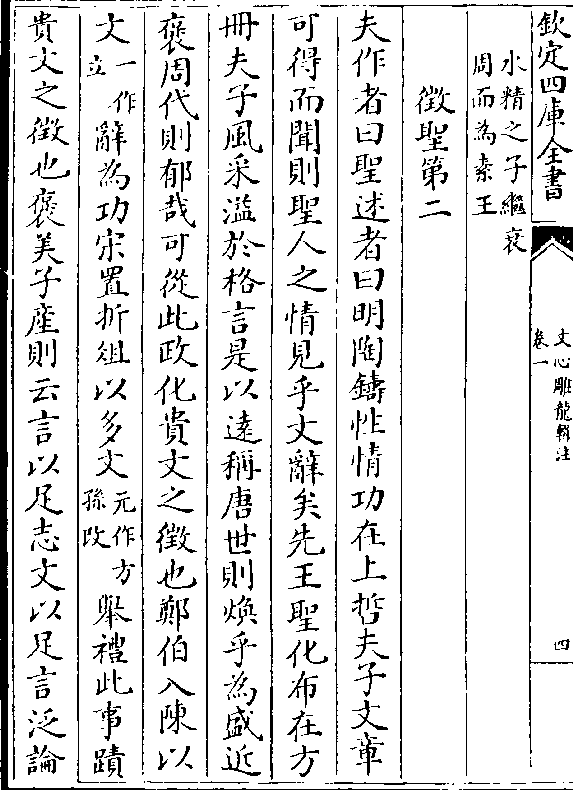 欽定四庫全書
文心雕龍輯注
卷一
四
水精之子繼衰
周而為素王
徵聖第二
夫作者曰聖述者曰明陶鑄性情功在上哲夫子文章
可得而聞則聖人之情見乎文辭矣先王聖化布在方
冊夫子風采溢於格言是以遠稱唐世則煥乎為盛近
褒周代則郁哉可從此政化貴文之徵也鄭伯入陳以
文一作立辭為功宋置折俎以多文元作方孫改舉禮此事蹟
貴文之徵也褒美子産則云言以足志文以足言泛論